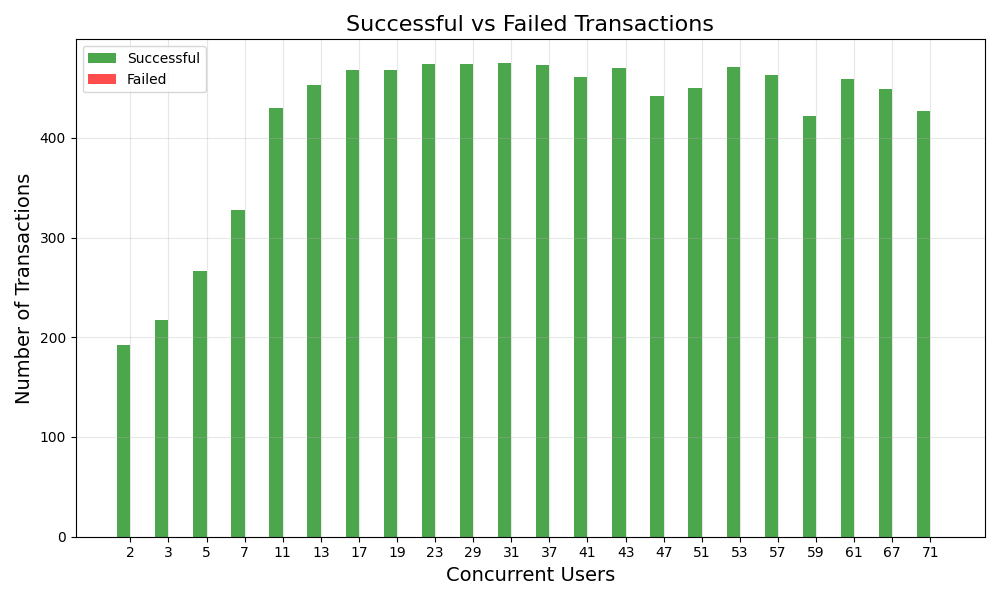 Successful vs Failed Transactions
Successful
Failed
Number of Transactions
400
300
200
100
0
2 3 5 7 11 13 17 19 23 29 31 37 41 43 47 51 53 57 59 61 67 71
Concurrent Users